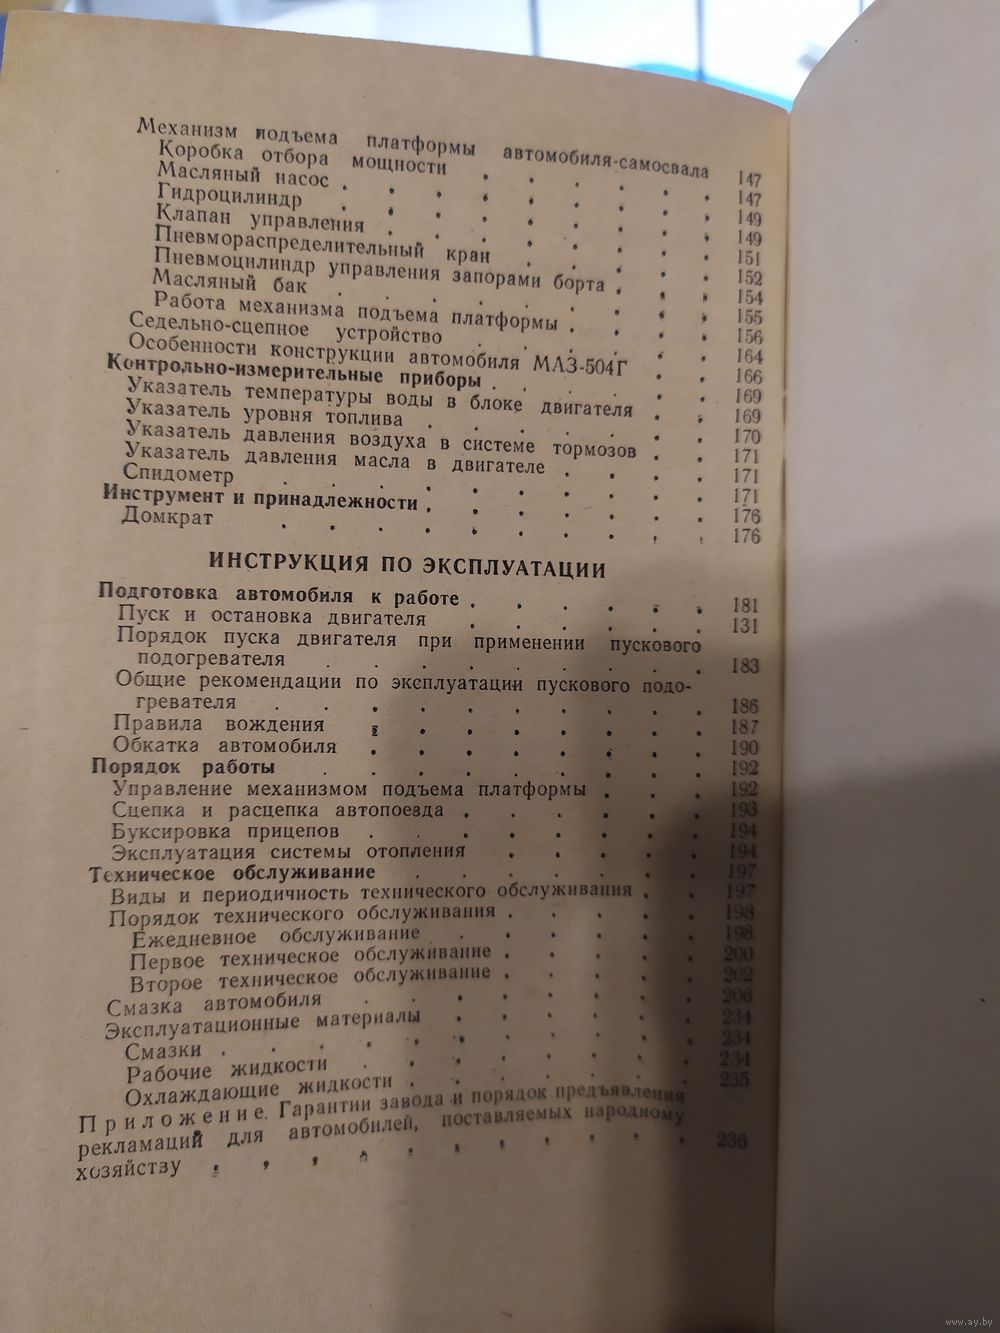 Механизм подъема платформы автомобиля-самосвала . 147
Коробка отбора мощности . . . . . . 147
Масляный насос . . . . . . . . 149
Гидроцилиндр . . . . . . . . 149
Клапан управления . . . . . . . . 151
Пневмораспределительный кран . . . . . 152
Пневмоцилиндр управления запорами борта . . . 154
Масляный бак . . . . . . . . 155
Работа механизма подъема платформы . . . . 156
Седельно-сцепное устройство . . . . . . 164
Особенности конструкции автомобиля МАЗ-504Г . . 166
Контрольно-измерительные приборы . . . . . 169
Указатель температуры воды в блоке двигателя . . 169
Указатель уровня топлива . . . . . . 170
Указатель давления воздуха в системе тормозов . . 171
Указатель давления масла в двигателе . . . . 171
Спидометр . . . . . . . . . 171
Инструмент и принадлежности . . . . . . 176
Домкрат . . . . . . . . . . 176
ИНСТРУКЦИЯ ПО ЭКСПЛУАТАЦИИ
Подготовка автомобиля к работе . . . . . . 181
Пуск и остановка двигателя . . . . . . 131
Порядок пуска двигателя при применении пускового
подогревателя . . . . . . . . . 183
Общие рекомендации по эксплуатации пускового подо-
гревателя . . . . . . . . . . 186
Правила вождения . . . . . . . . 187
Обкатка автомобиля . . . . . . . . 190
Порядок работы . . . . . . . . . 192
Управление механизмом подъема платформы . . . 192
Сцепка и расцепка автопоезда . . . . . . 193
Буксировка прицепов . . . . . . . . 194
Эксплуатация системы отопления . . . . . 194
Техническое обслуживание . . . . . . . 197
Виды и периодичность технического обслуживания . . 197
Порядок технического обслуживания . . . . . 198
Ежедневное обслуживание . . . . . . 198
Первое техническое обслуживание . . . . . 200
Второе техническое обслуживание . . . . . 202
Смазка автомобиля . . . . . . . . 206
Эксплуатационные материалы . . . . . . 234
Смазки . . . . . . . . . . 234
Рабочие жидкости . . . . . . . . 234
Охлаждающие жидкости . . . . . . . 235
Приложение. Гарантии завода и порядок предъявления
рекламаций для автомобилей, поставляемых народному
хозяйству . . . . . . . . . . . 236
www.ay.by